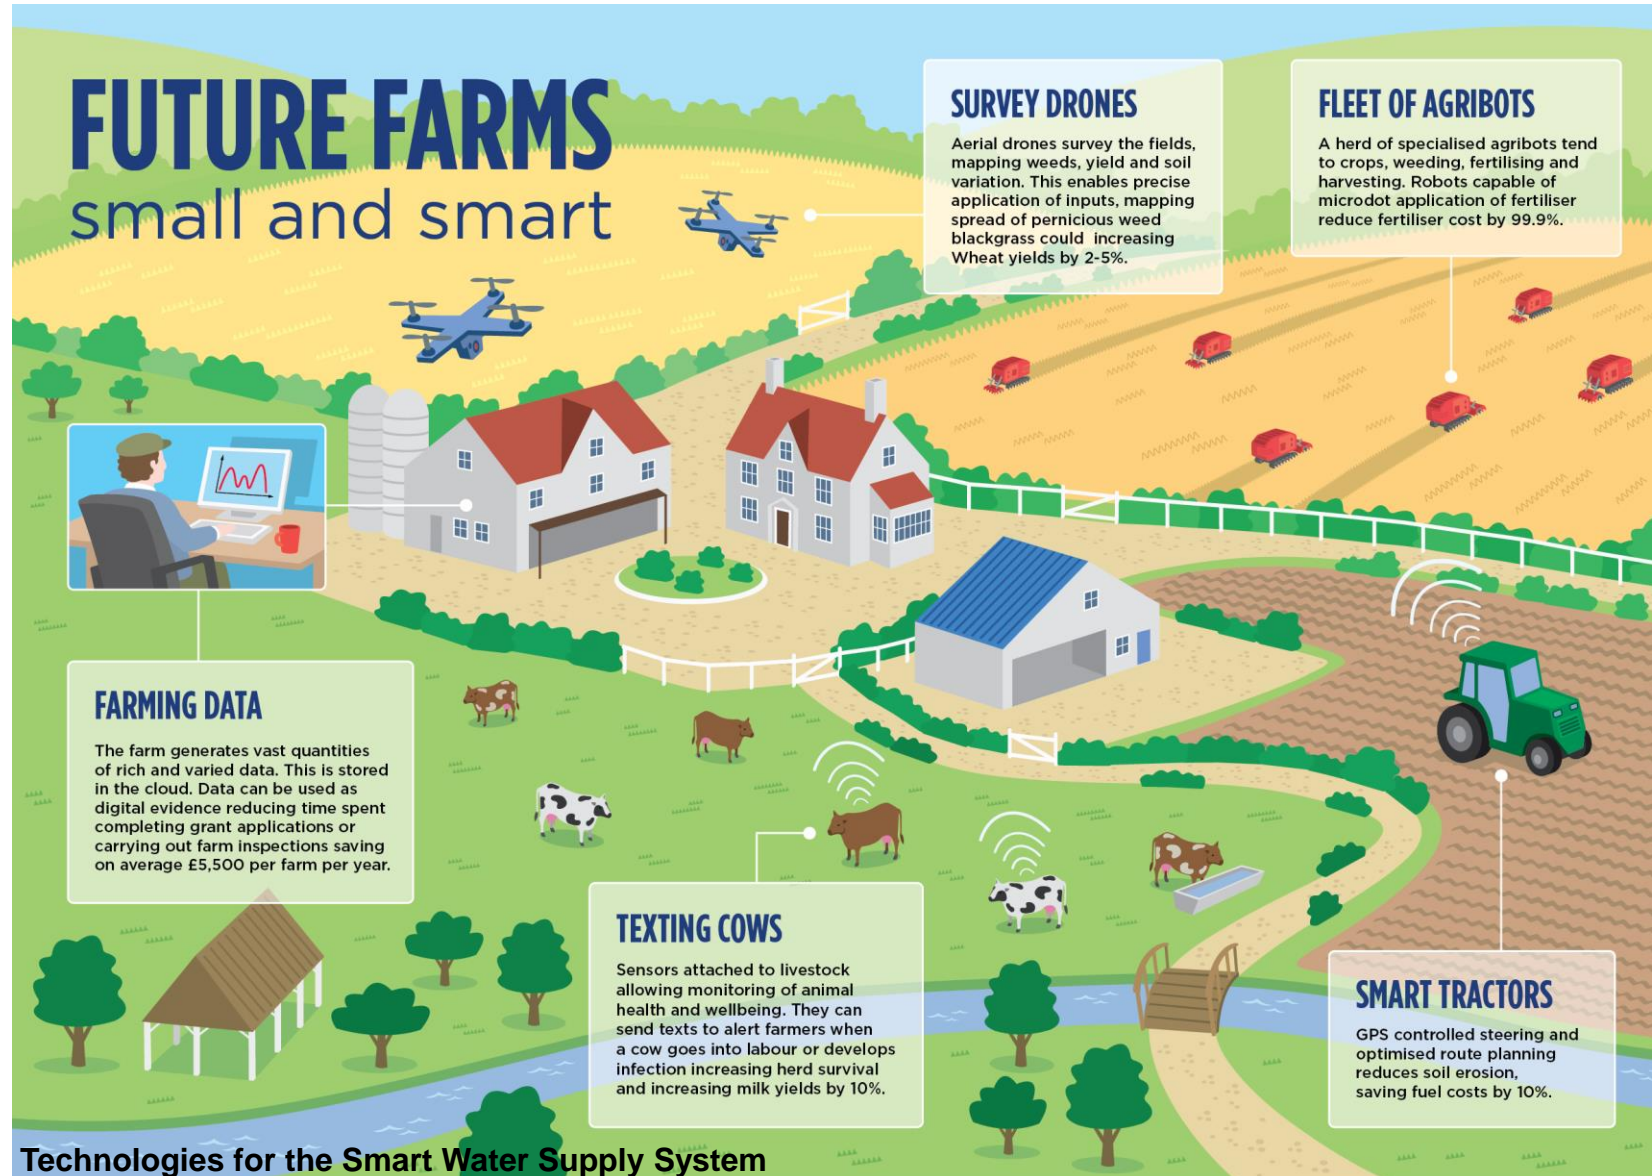 FUTURE FARMS
small and smart
SURVEY DRONES
Aerial drones survey the fields,
mapping weeds, yield and soil
variation. This enables precise
application of inputs, mapping
spread of pernicious weed
blackgrass could  increasing
Wheat yields by 2-5%.
FLEET OF AGRIBOTS
A herd of specialised agribots tend
to crops, weeding, fertilising and
harvesting. Robots capable of
microdot application of fertiliser
reduce fertiliser cost by 99.9%.
FARMING DATA
The farm generates vast quantities
of rich and varied data. This is stored
in the cloud. Data can be used as
digital evidence reducing time spent
completing grant applications or
carrying out farm inspections saving
on average £5,500 per farm per year.
TEXTING COWS
Sensors attached to livestock
allowing monitoring of animal
health and wellbeing. They can
send texts to alert farmers when
a cow goes into labour or develops
infection increasing herd survival
and increasing milk yields by 10%.
SMART TRACTORS
GPS controlled steering and
optimised route planning
reduces soil erosion,
saving fuel costs by 10%.
Technologies for the Smart Water Supply System